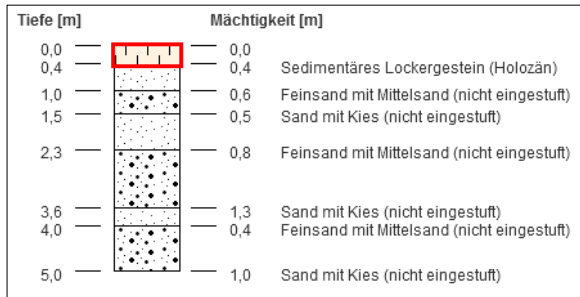 Tiefe [m] Mächtigkeit [m]
0,0 0,0
0,4 0,4 Sedimentäres Lockergestein (Holozän)
1,0 0,6 Feinsand mit Mittelsand (nicht eingestuft)
1,5 0,5 Sand mit Kies (nicht eingestuft)
2,3 0,8 Feinsand mit Mittelsand (nicht eingestuft)
3,6 1,3 Sand mit Kies (nicht eingestuft)
4,0 0,4 Feinsand mit Mittelsand (nicht eingestuft)
5,0 1,0 Sand mit Kies (nicht eingestuft)